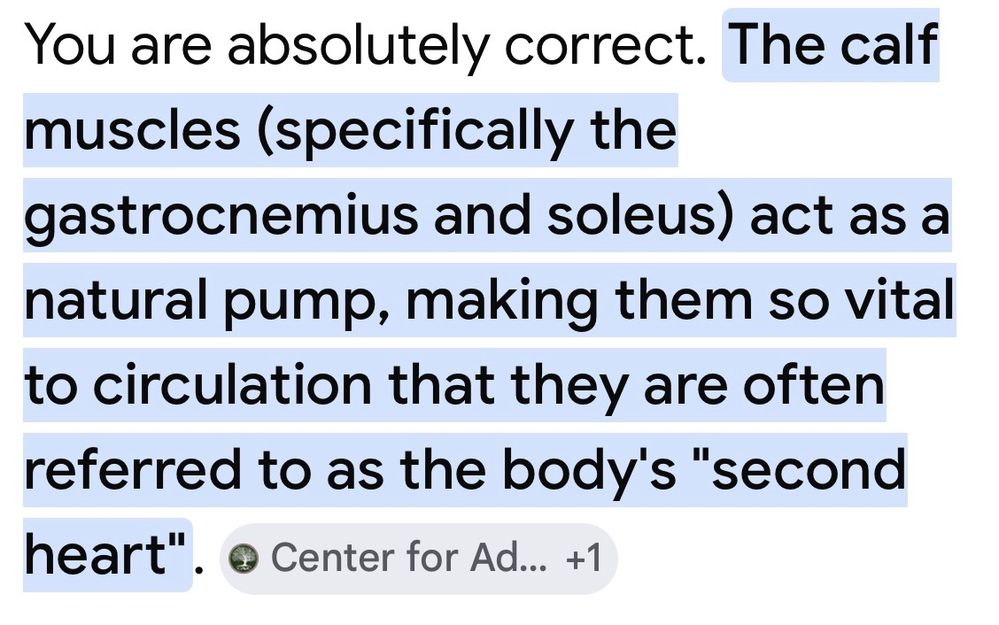 You are absolutely correct. The calf
muscles (specifically the
gastrocnemius and soleus) act as a
natural pump, making them so vital
to circulation that they are often
referred to as the body's "second
heart". Center for Ad... +1